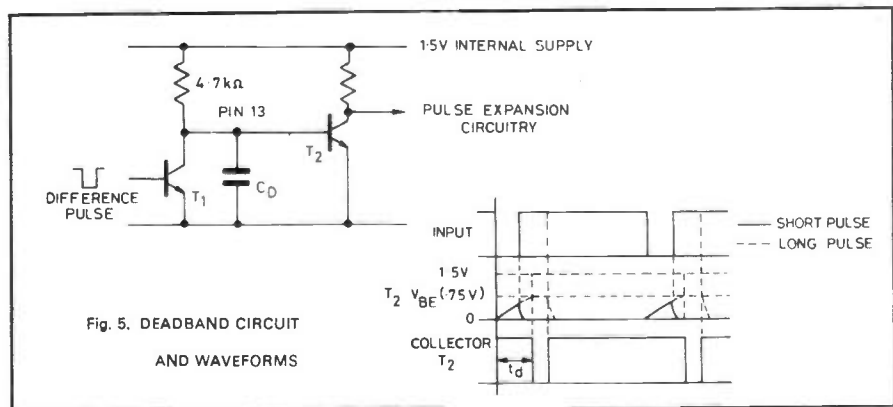 1·5V INTERNAL SUPPLY
4·7kΩ
PIN 13
PULSE EXPANSION
CIRCUITRY
T2
DIFFERENCE
PULSE
T1
CD
INPUT
SHORT PULSE
LONG PULSE
1·5V
T2 VBE(·75V)
0
COLLECTOR
T2
td
Fig. 5. DEADBAND CIRCUIT
AND WAVEFORMS